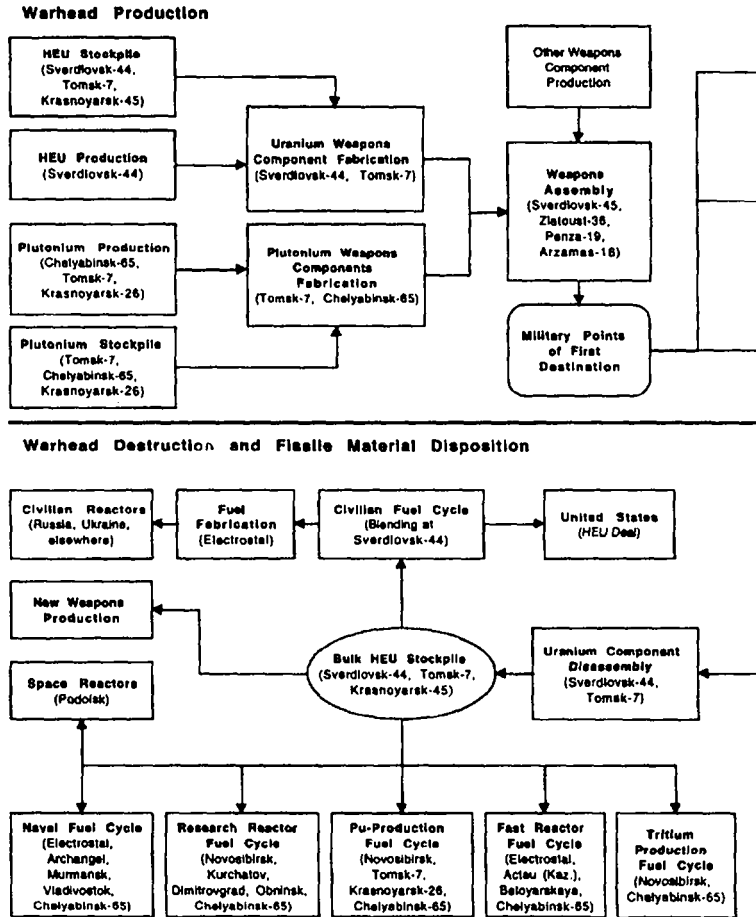 Warhead Production
HEU Stockpile
(Sverdlovsk-44,
Tomsk-7,
Krasnoyarsk-45)
HEU Production
(Sverdlovsk-44)
Plutonium Production
(Chelyabinsk-65,
Tomsk-7,
Krasnoyarsk-26)
Plutonium Stockpile
(Tomsk-7,
Chelyabinsk-65,
Krasnoyarsk-26)
Uranium Weapons
Component Fabrication
(Sverdlovsk-44, Tomsk-7)
Plutonium Weapons
Components
Fabrication
(Tomsk-7, Chelyabinsk-65)
Other Weapons
Component
Production
Weapons
Assembly
(Sverdlovsk-45,
Zlatoust-36,
Penza-19,
Arzamas-16)
Military Points
of First
Destination
Warhead Destruction and Fissile Material Disposition
Civilian Reactors
(Russia, Ukraine,
elsewhere)
Fuel
Fabrication
(Electrostal)
Civilian Fuel Cycle
(Blending at
Sverdlovsk-44)
United States
(HEU Deal)
New Weapons
Production
Space Reactors
(Podolsk)
Bulk HEU Stockpile
(Sverdlovsk-44, Tomsk-7,
Krasnoyarsk-45)
Uranium Component
Disassembly
(Sverdlovsk-44,
Tomsk-7)
Naval Fuel Cycle
(Electrostal,
Archangel,
Murmansk,
Vladivostok,
Chelyabinsk-65)
Research Reactor
Fuel Cycle
(Novosibirsk,
Kurchatov,
Dimitrovgrad, Obninsk,
Chelyabinsk-65)
Pu-Production
Fuel Cycle
(Novosibirsk,
Tomsk-7,
Krasnoyarsk-26,
Chelyabinsk-65)
Fast Reactor
Fuel Cycle
(Electrostal,
Actau (Kaz.),
Beloyarskaya,
Chelyabinsk-65)
Tritium
Production
Fuel Cycle
(Novosibirsk,
Chelyabinsk-65)